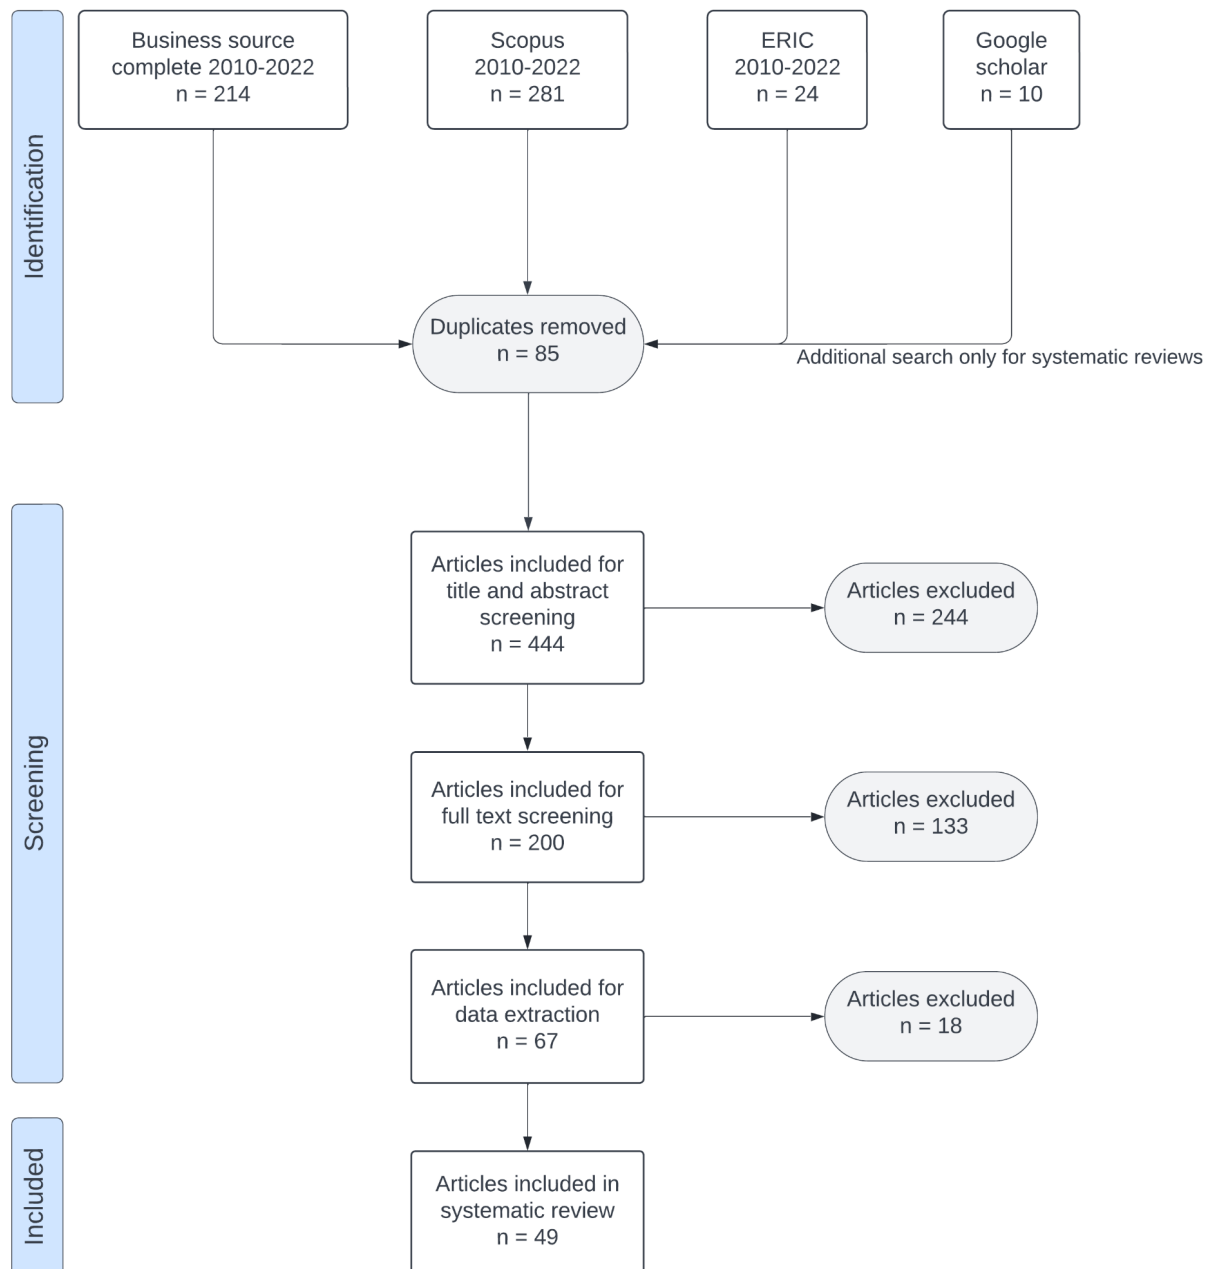 Identification
Business source
complete 2010-2022
n = 214
Scopus
2010-2022
n = 281
ERIC
2010-2022
n = 24
Google
scholar
n = 10
Duplicates removed
n = 85
Additional search only for systematic reviews
Screening
Articles included for
title and abstract
screening
n = 444
Articles excluded
n = 244
Articles included for
full text screening
n = 200
Articles excluded
n = 133
Articles included for
data extraction
n = 67
Articles excluded
n = 18
Included
Articles included in
systematic review
n = 49